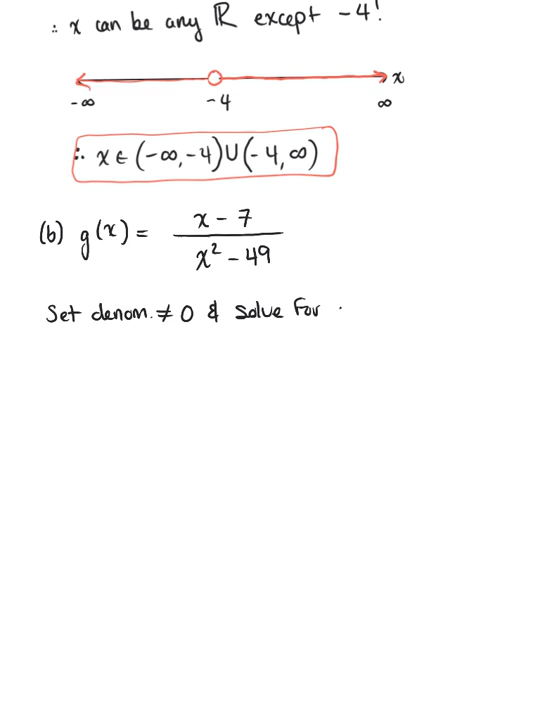 ∴ x can be any ℝ except -4!
x
-∞ -4 ∞
∴ x ∈ (-∞, -4) ∪ (-4, ∞)
(b) g(x) = x - 7
x² - 49
Set denom. ≠ 0 & solve for